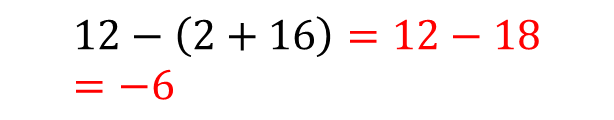 12 − (2 + 16) = 12 − 18
= −6